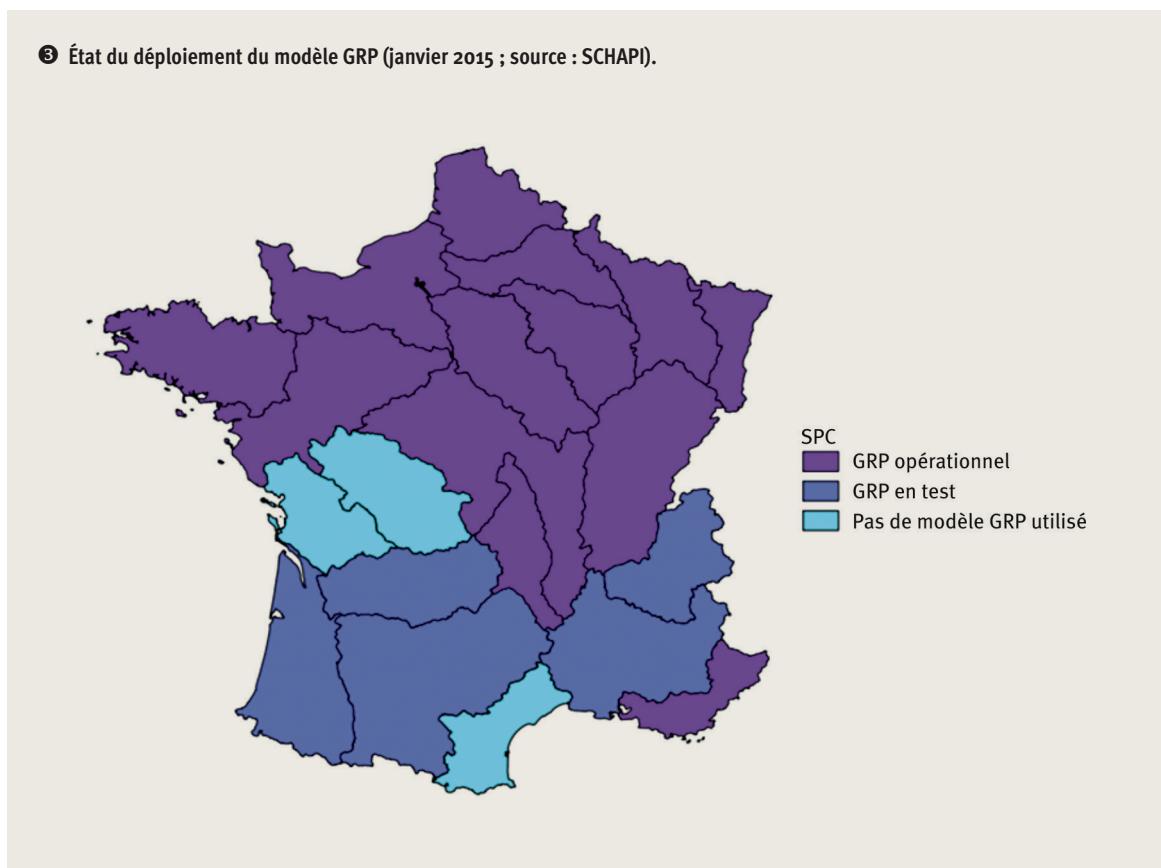 ❸ État du déploiement du modèle GRP (janvier 2015 ; source : SCHAPI).
SPC
GRP opérationnel
GRP en test
Pas de modèle GRP utilisé